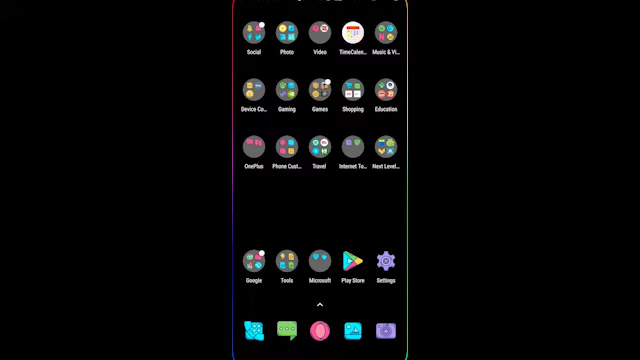 Social Photo Video TimeCalen... Music & Vi...
Device Co... Gaming Games Shopping Education
OnePlus Phone Cust... Travel Internet To... Next Level...
Google Tools Microsoft Play Store Settings